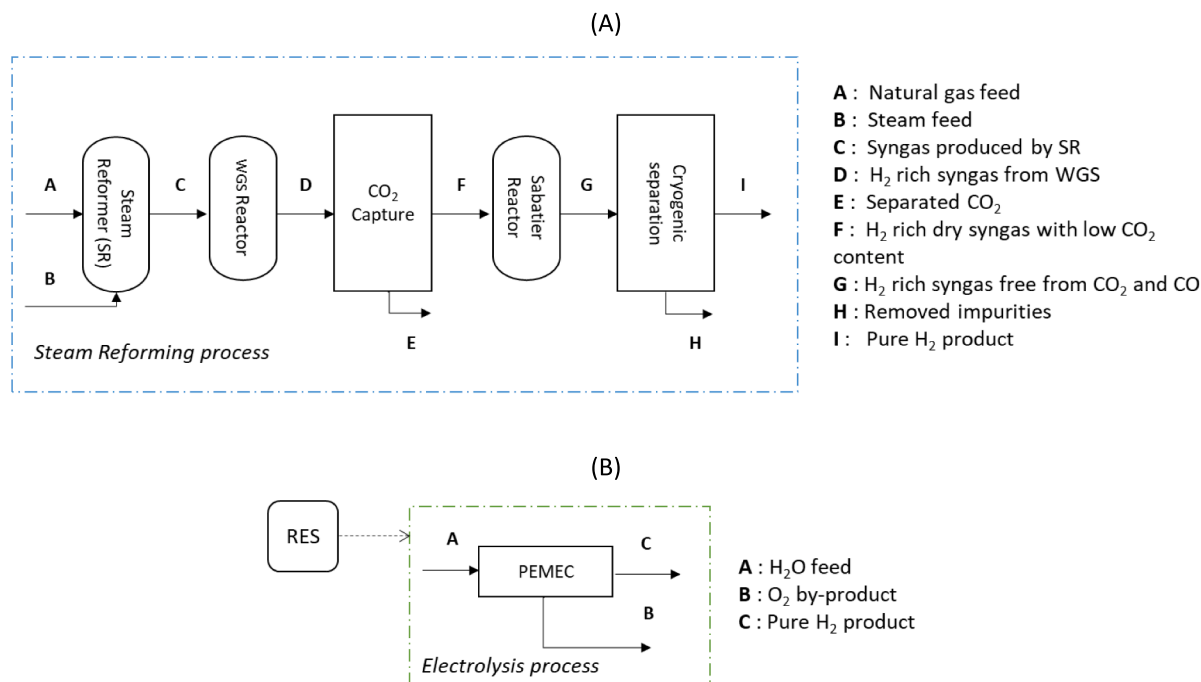 (A)
A
B
Steam
Reformer (SR)
C
WGS Reactor
D
CO₂
Capture
E
F
Sabatier
Reactor
G
Cryogenic
separation
H
I
Steam Reforming process
A : Natural gas feed
B : Steam feed
C : Syngas produced by SR
D : H₂ rich syngas from WGS
E : Separated CO₂
F : H₂ rich dry syngas with low CO₂
content
G : H₂ rich syngas free from CO₂ and CO
H : Removed impurities
I : Pure H₂ product
(B)
RES
A
PEMEC
C
B
Electrolysis process
A : H₂O feed
B : O₂ by-product
C : Pure H₂ product